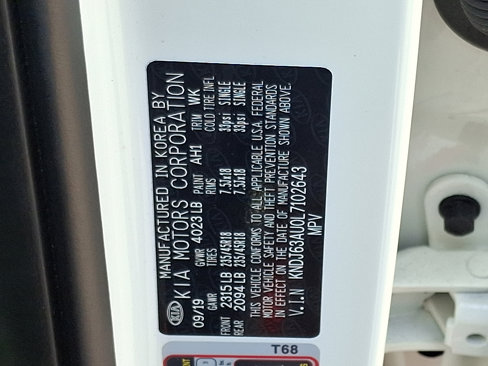 MANUFACTURED IN KOREA BY
KIA KIA MOTORS CORPORATION
09/19 GVWR 4023LB PAINT AH1 TRIM WK
GAWR TIRES RIMS COLD TIRE INFL
FRONT 2315LB 235/45R18 7.5Jx18 33psi SINGLE
REAR 2094LB 235/45R18 7.5Jx18 33psi SINGLE
THIS VEHICLE CONFORMS TO ALL APPLICABLE U.S.A. FEDERAL
MOTOR VEHICLE SAFETY AND THEFT PREVENTION STANDARDS
IN EFFECT ON THE DATE OF MANUFACTURE SHOWN ABOVE.
V.I.N KNDJ63AU0L7102643
MPV
T68